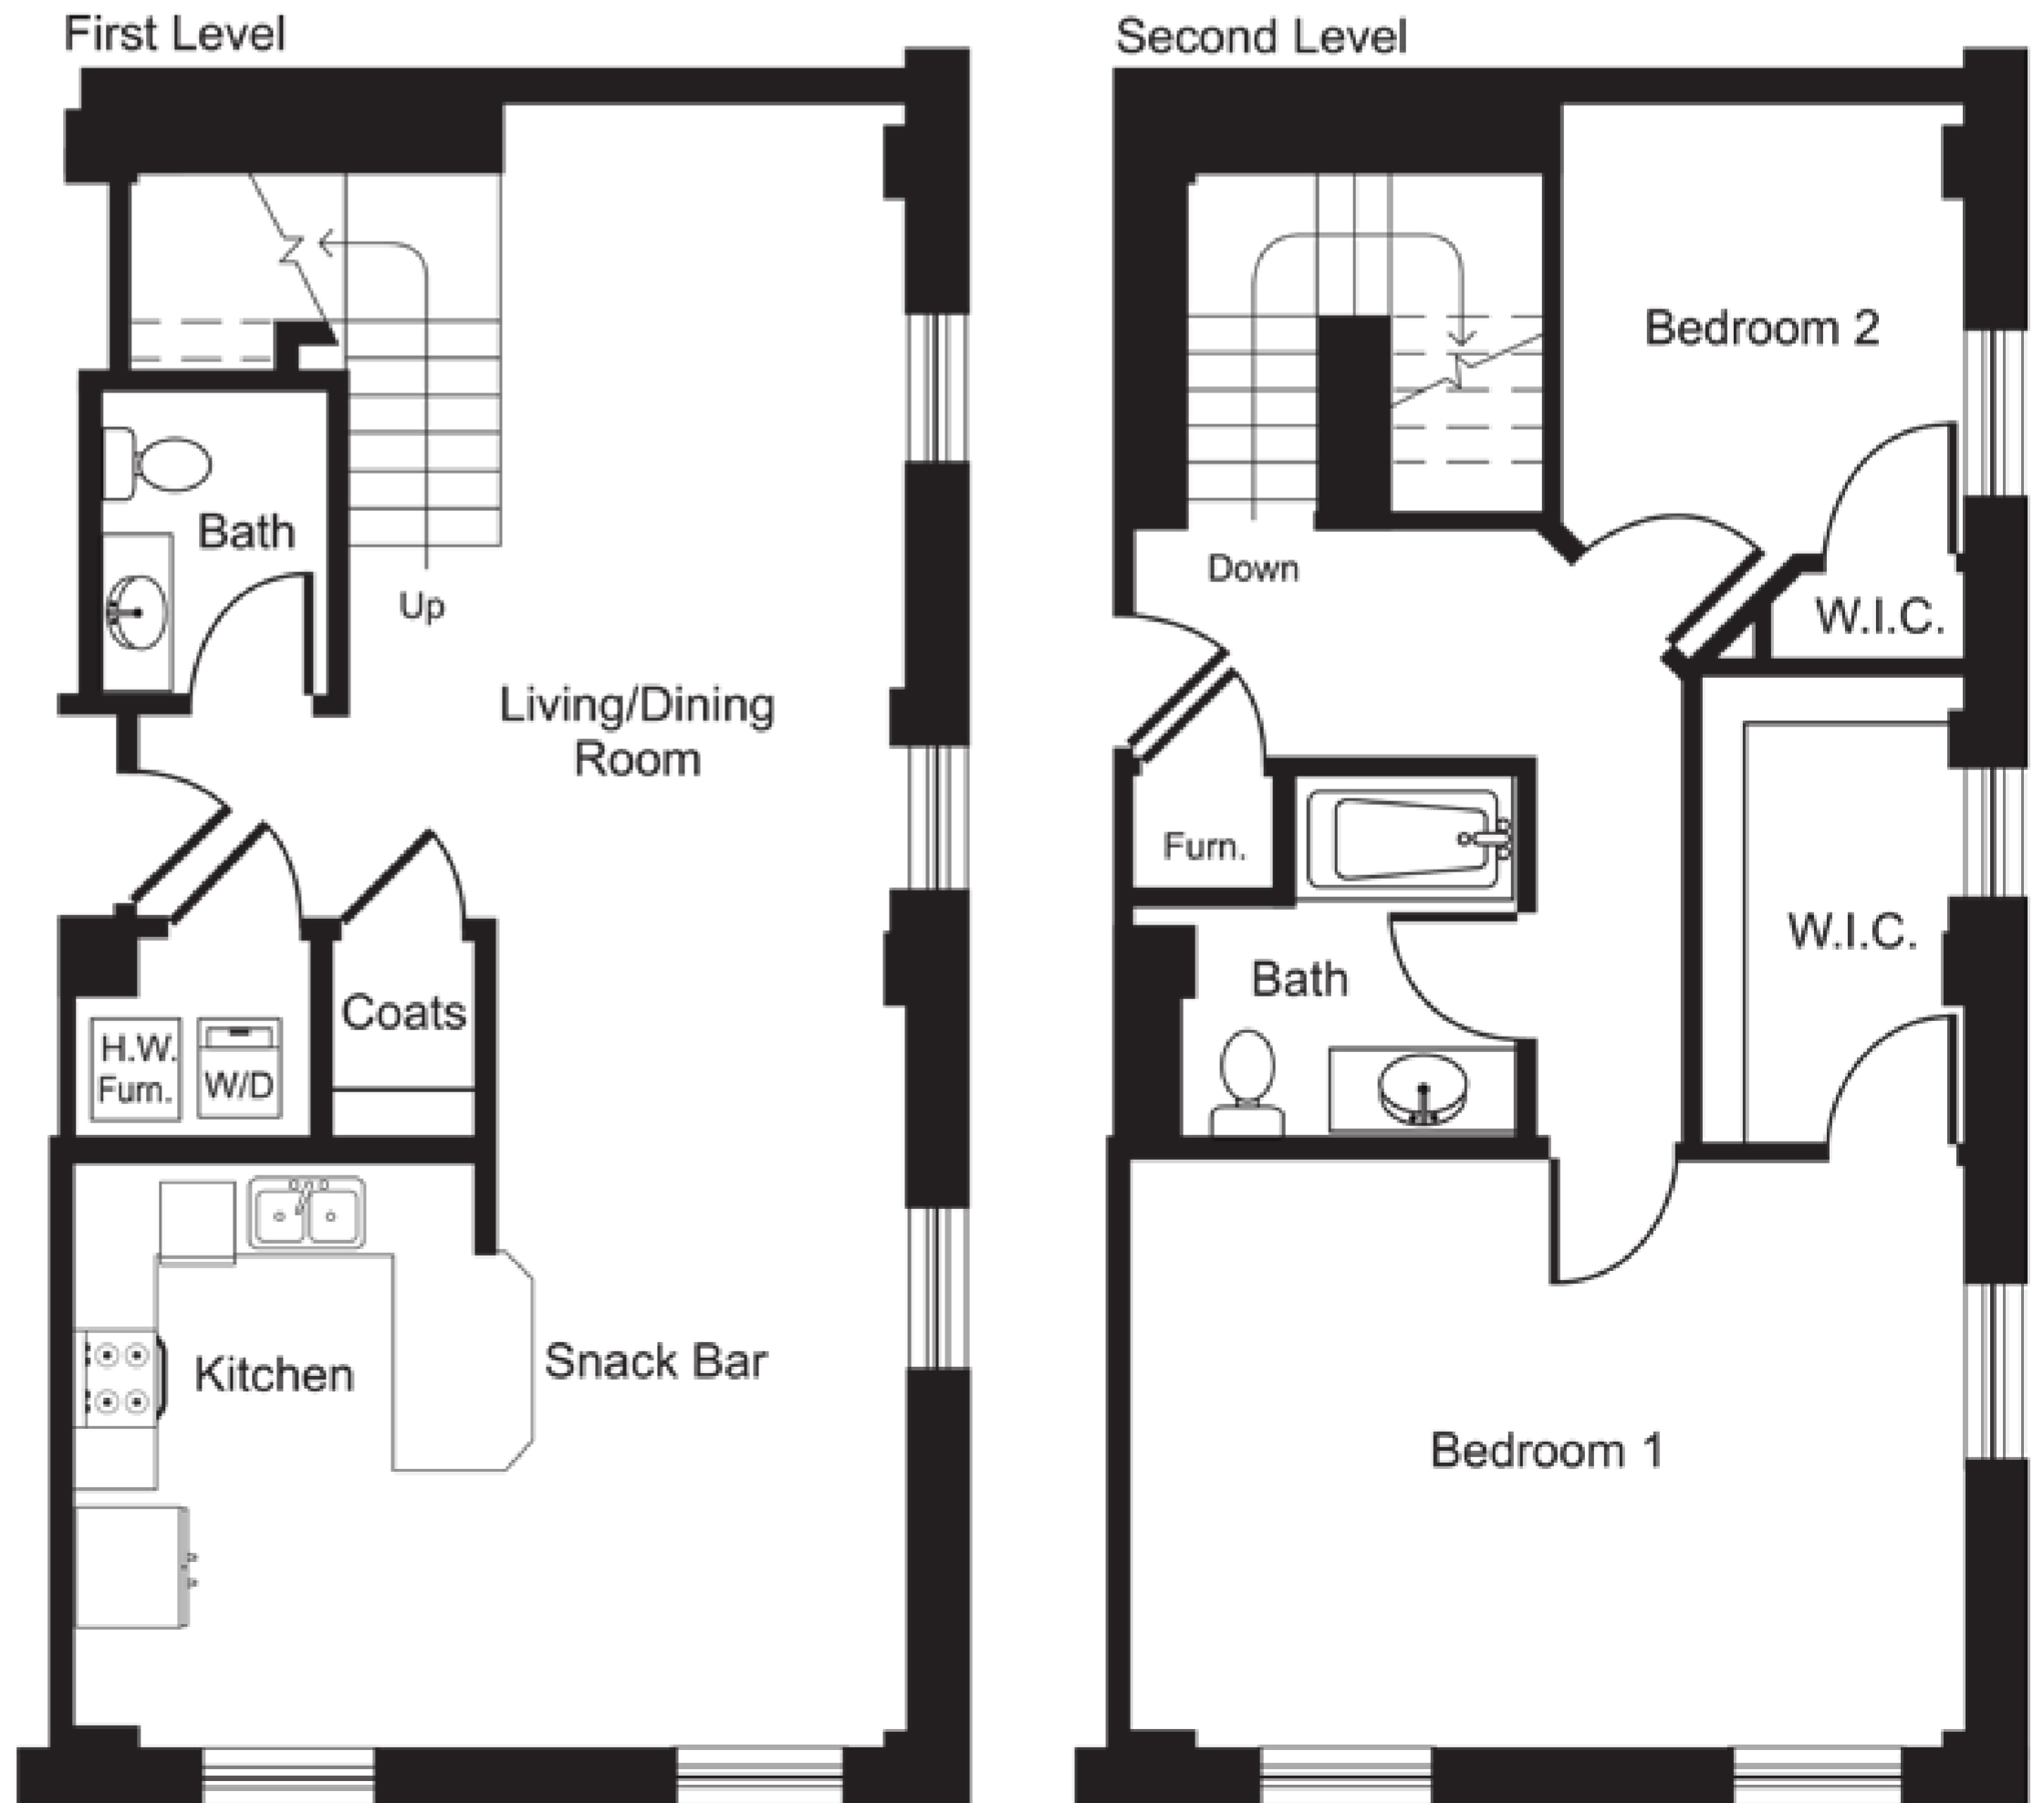 First Level
Bath
Up
Living/Dining
Room
Coats
H.W.
Furn.
W/D
Kitchen
Snack Bar
Second Level
Bedroom 2
Down
W.I.C.
Furn.
W.I.C.
Bath
Bedroom 1